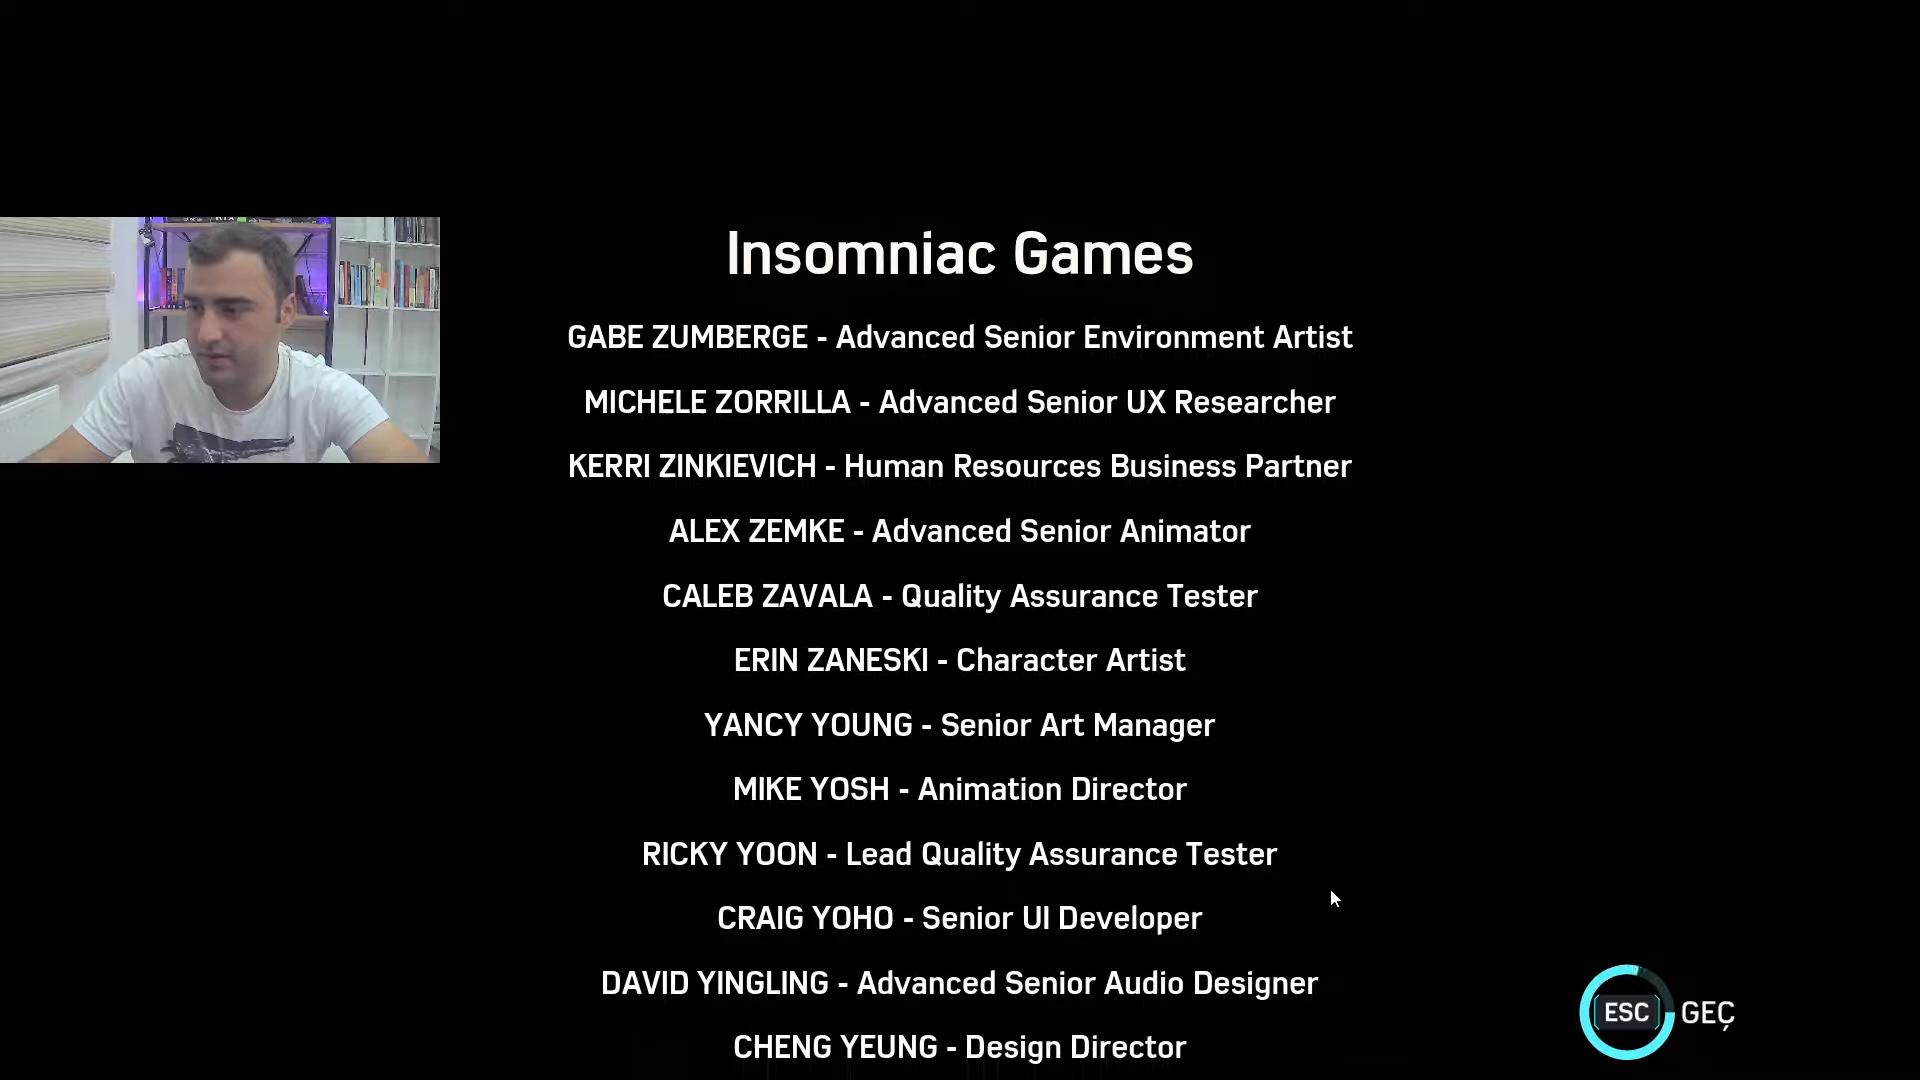 Insomniac Games
GABE ZUMBERGE - Advanced Senior Environment Artist
MICHELE ZORRILLA - Advanced Senior UX Researcher
KERRI ZINKIEVICH - Human Resources Business Partner
ALEX ZEMKE - Advanced Senior Animator
CALEB ZAVALA - Quality Assurance Tester
ERIN ZANESKI - Character Artist
YANCY YOUNG - Senior Art Manager
MIKE YOSH - Animation Director
RICKY YOON - Lead Quality Assurance Tester
CRAIG YOHO - Senior UI Developer
DAVID YINGLING - Advanced Senior Audio Designer
ESC GEÇ
CHENG YEUNG - Design Director